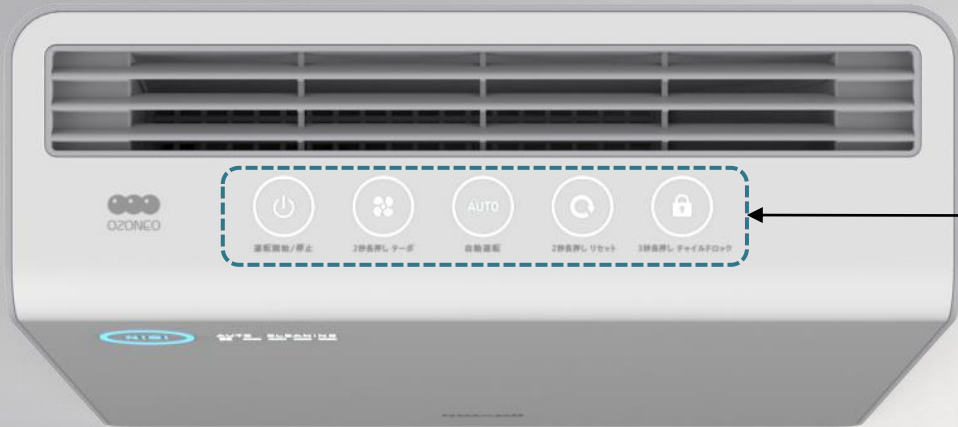 OZONEO
AUTO
運転開始/停止
2秒長押し ターボ
自動運転
2秒長押し リセット
3秒長押し チャイルドロック